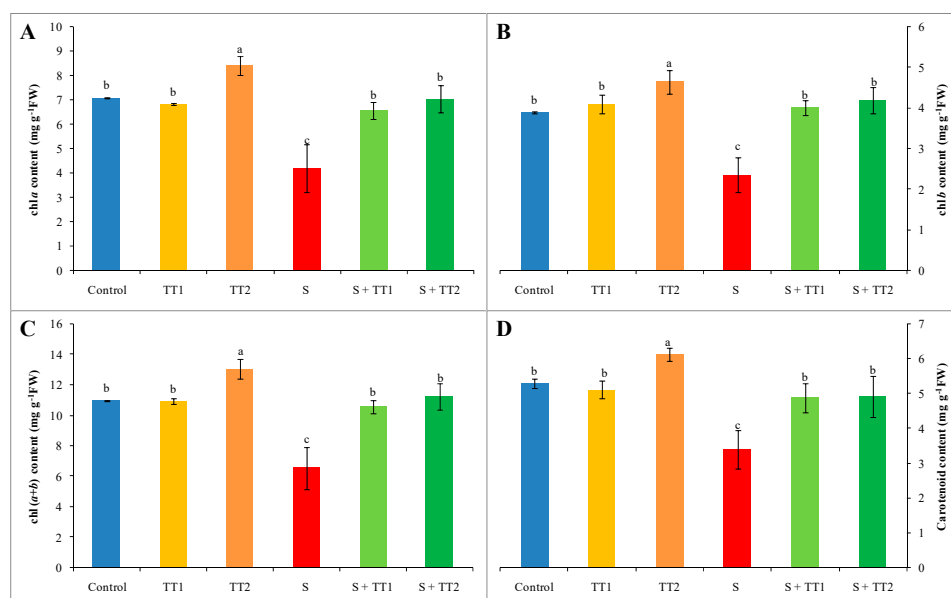 A
chl a content (mg g⁻¹FW)
10
9
8
7
6
5
4
3
2
1
0
b
b
a
c
b
b
Control TT1 TT2 S S + TT1 S + TT2
B
chl b content (mg g⁻¹FW)
6
5
4
3
2
1
0
b
b
a
c
b
b
Control TT1 TT2 S S + TT1 S + TT2
C
chl (a+b) content (mg g⁻¹FW)
16
14
12
10
8
6
4
2
0
b
b
a
c
b
b
Control TT1 TT2 S S + TT1 S + TT2
D
Carotenoid content (mg g⁻¹FW)
7
6
5
4
3
2
1
0
b
b
a
c
b
b
Control TT1 TT2 S S + TT1 S + TT2